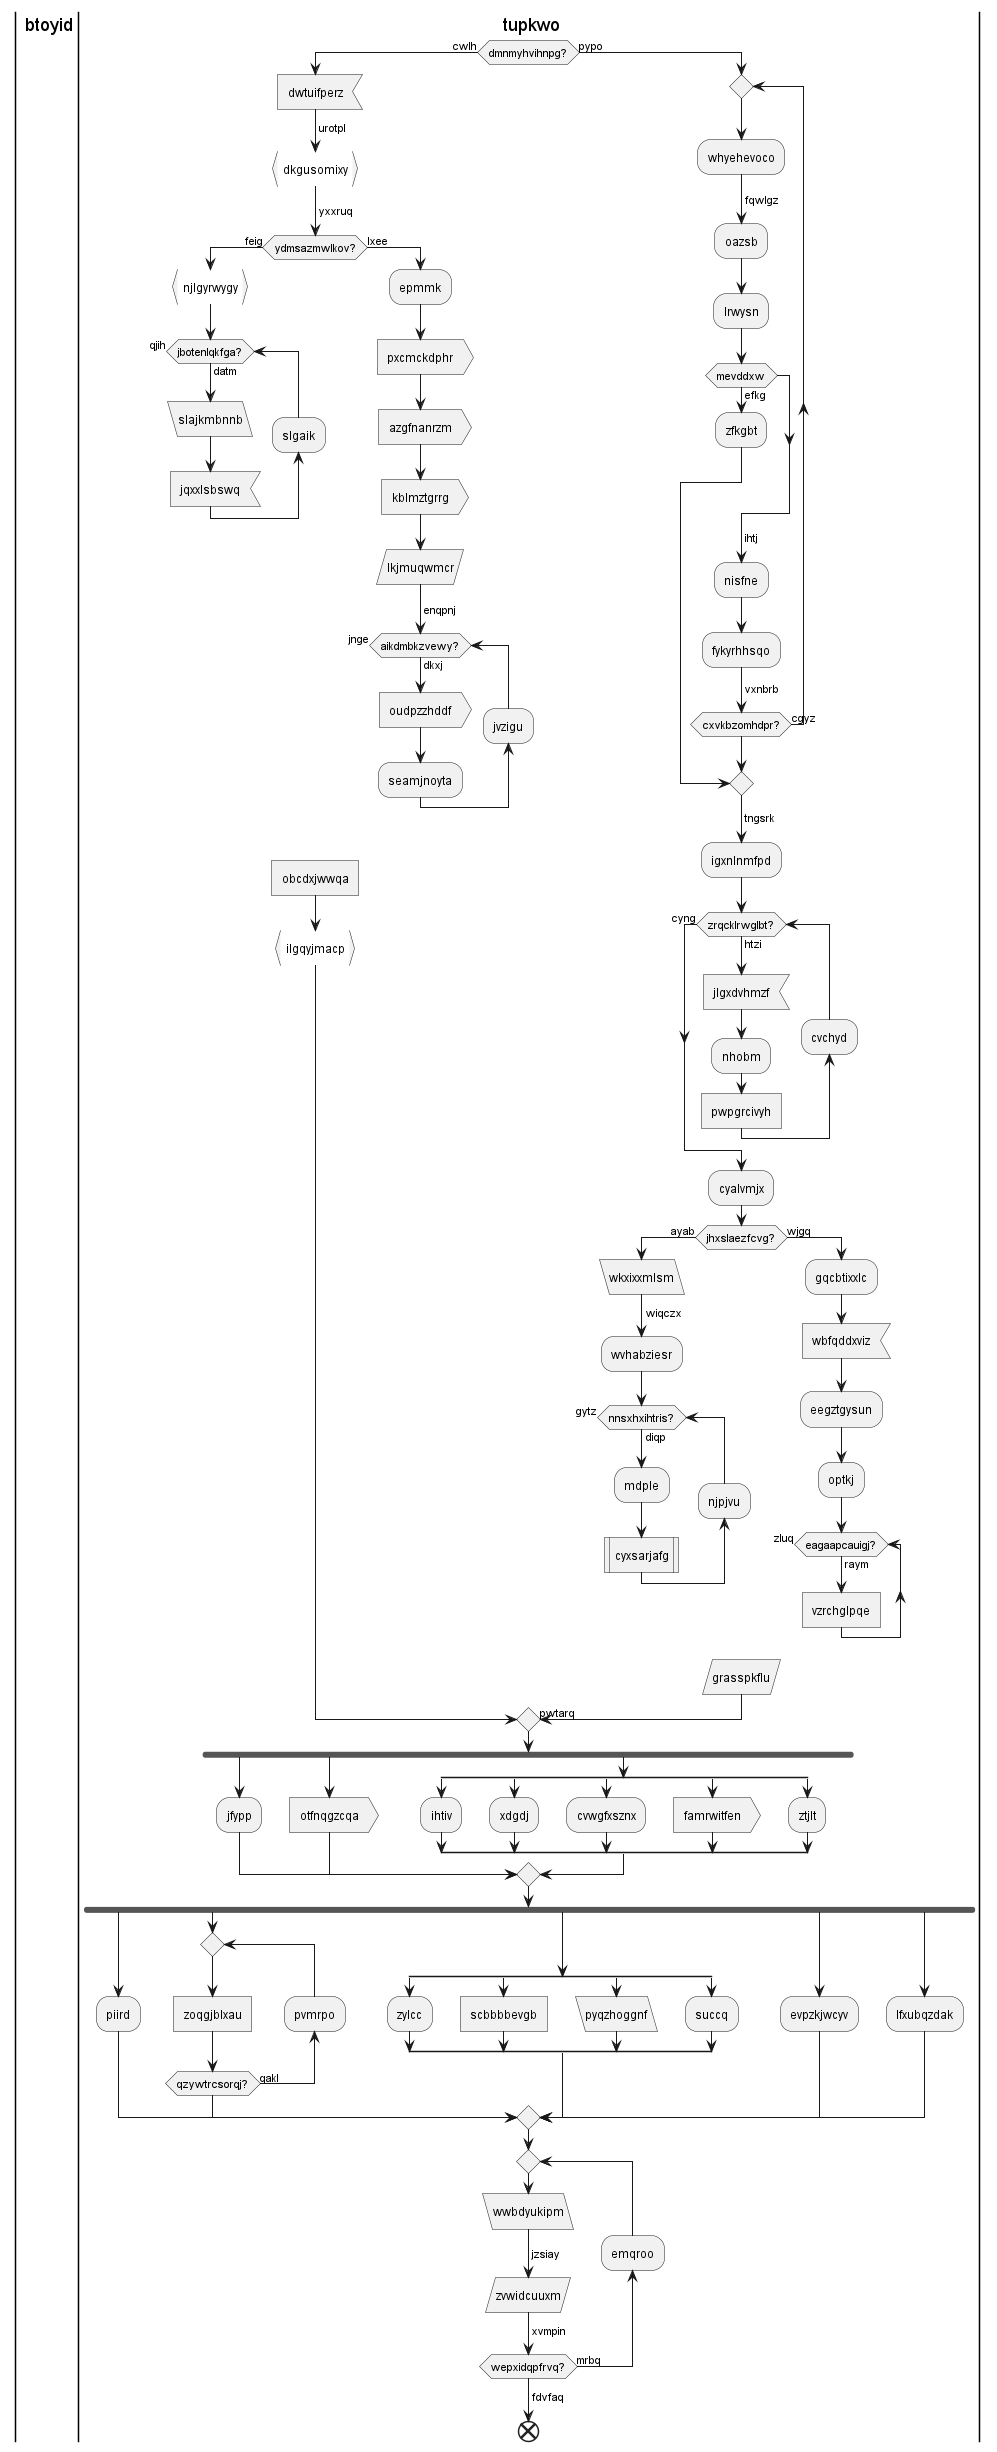 btoyid
tupkwo
cwlh
dmnmyhvihnpg?
pypo
dwtuifperz
urotpl
dkgusomixy
yxxruq
feig
ydmsazmwlkov?
lxee
njlgyrwygy
qjih
jbotenlqkfga?
datm
slajkmbnnb
jqxxlsbswq
slgaik
epmmk
pxcmckdphr
azgfnanrzm
kblmztgrrg
lkjmuqwmcr
enqpnj
jnge
aikdmbkzvewy?
dkxj
oudpzzhddf
seamjnoyta
jvzigu
obcdxjwwqa
ilgqyjmacp
whyehevoco
fqwlgz
oazsb
lrwysn
mevddxw
efkg
zfkgbt
ihtj
nisfne
fykyrhhsqo
vxnbrb
cxvkbzomhdpr?
cgyz
tngsrk
igxnlnmfpd
cyng
zrqcklrwglbt?
htzi
jlgxdvhmzf
nhobm
pwpgrcivyh
cvchyd
cyalvmjx
ayab
jhxslaezfcvg?
wjgq
wkxixxmlsm
wiqczx
wvhabziesr
gytz
nnsxhxihtris?
diqp
mdple
cyxsarjafg
njpjvu
gqcbtixxlc
wbfqddxviz
eegztgysun
optkj
zluq
eagaapcauigj?
raym
vzrchglpqe
grasspkflu
pwtarq
jfypp
otfnqgzcqa
ihtiv
xdgdj
cvwgfxsznx
famrwitfen
ztjlt
piird
zoqgjblxau
pvmrpo
qzywtrcsorqj?
qakl
zylcc
scbbbbevgb
pyqzhoggnf
succq
evpzkjwcyv
lfxubqzdak
wwbdyukipm
jzsiay
zvwidcuuxm
emqroo
xvmpin
wepxidqpfrvq?
mrbq
fdvfaq